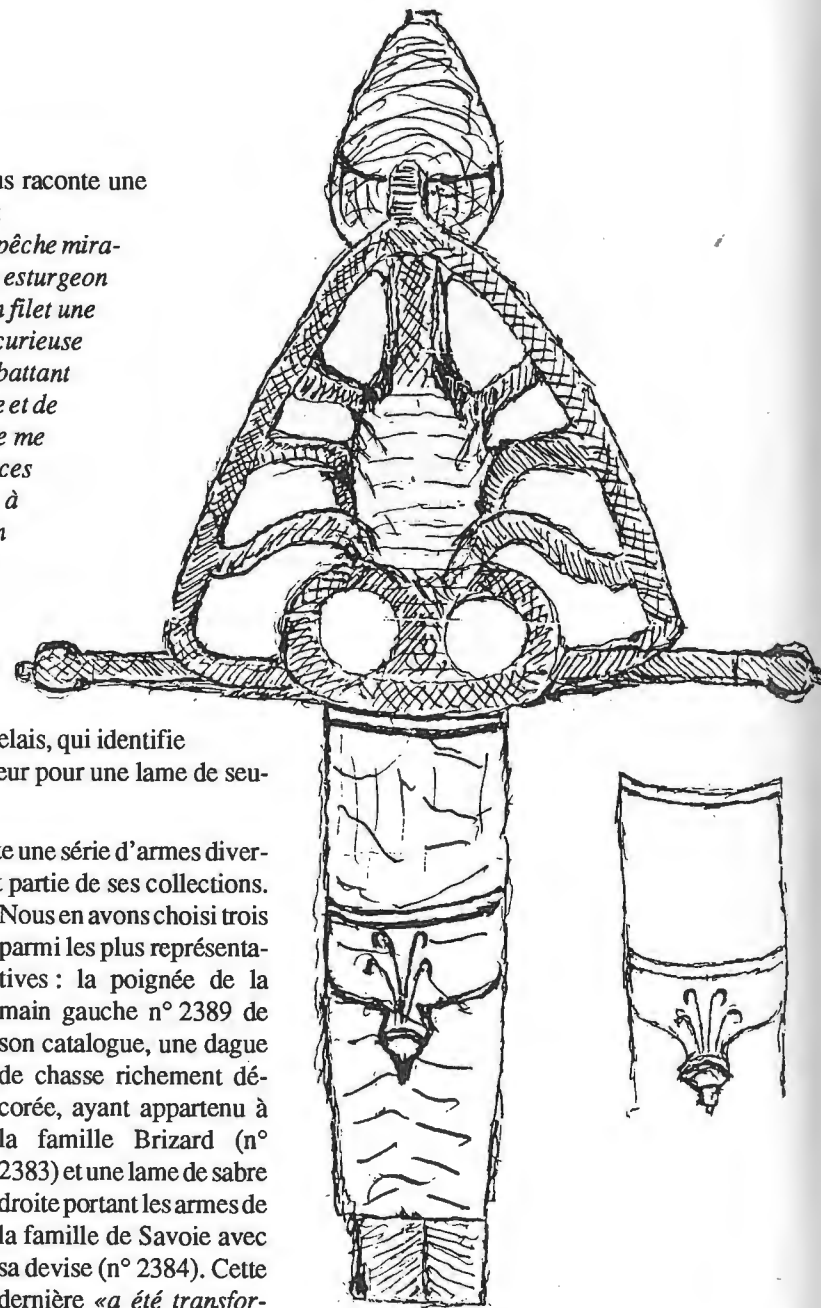 us raconte une
pêche mira-
esturgeon
filet une
curieuse
battant
e et de
e me
ces
à
elais, qui identifie
eur pour une lame de seu-
te une série d'armes diver-
t partie de ses collections.
Nous en avons choisi trois
parmi les plus représenta-
tives : la poignée de la
main gauche n° 2389 de
son catalogue, une dague
de chasse richement dé-
corée, ayant appartenu à
la famille Brizard (n°
2383) et une lame de sabre
droite portant les armes de
la famille de Savoie avec
sa devise (n° 2384). Cette
dernière «a été transfor-